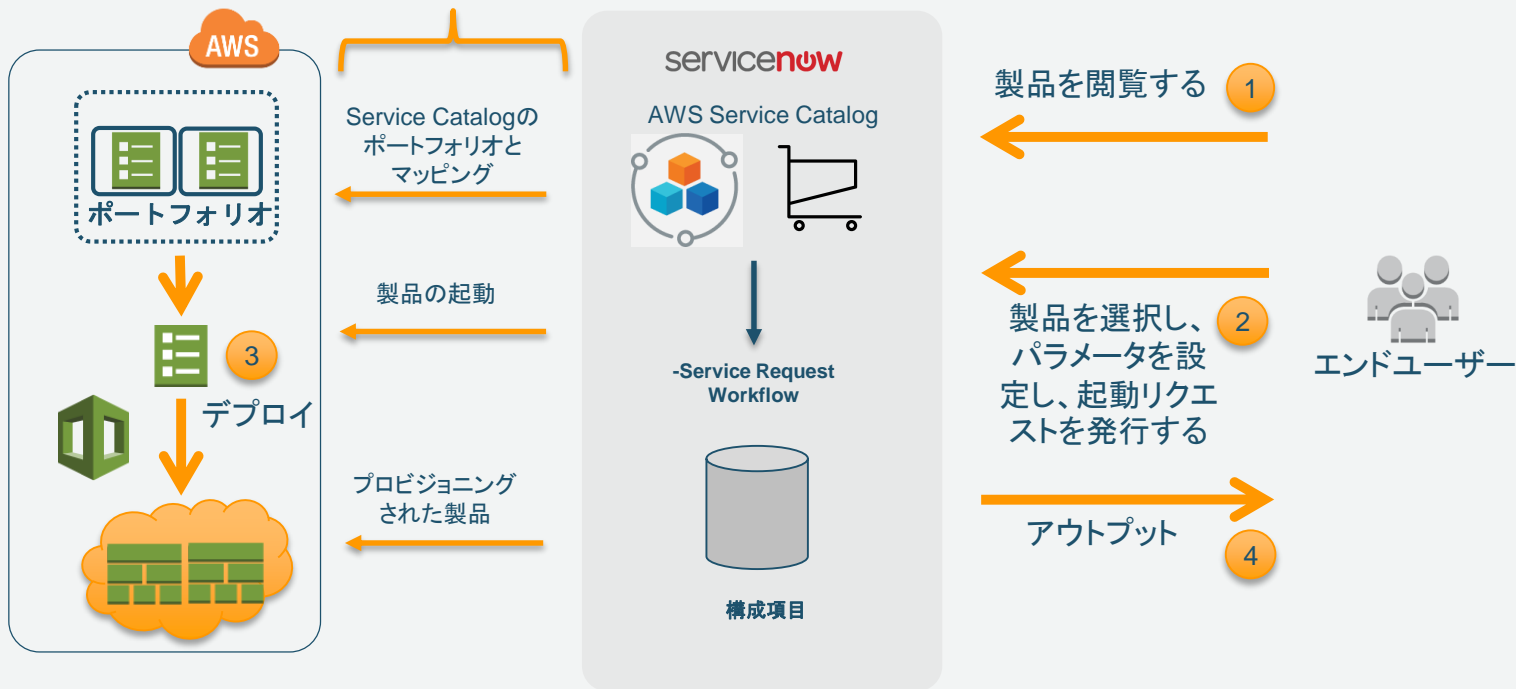 AWS
ポートフォリオ
3
デプロイ
Service Catalogの
ポートフォリオと
マッピング
製品の起動
プロビジョニング
された製品
servicenow
AWS Service Catalog
-Service Request
Workflow
構成項目
製品を閲覧する
1
製品を選択し、
パラメータを設
定し、起動リクエ
ストを発行する
2
アウトプット
4
エンドユーザー